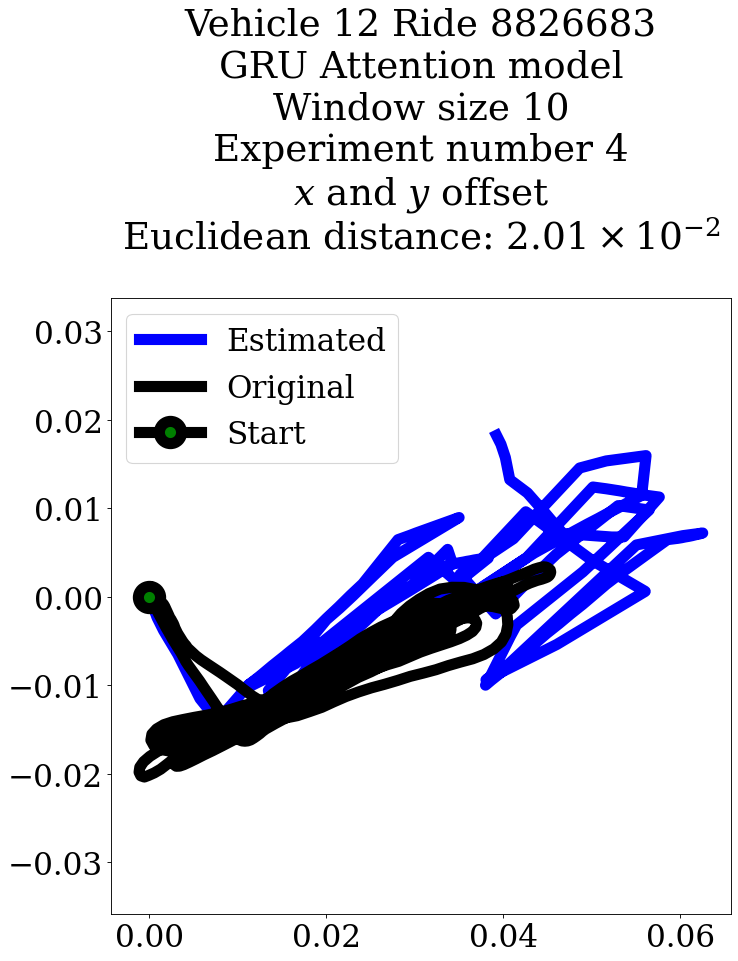 Vehicle 12 Ride 8826683
GRU Attention model
Window size 10
Experiment number 4
x and y offset
Euclidean distance: 2.01 × 10⁻²
Estimated
Original
Start
0.03
0.02
0.01
0.00
−0.01
−0.02
−0.03
0.00 0.02 0.04 0.06